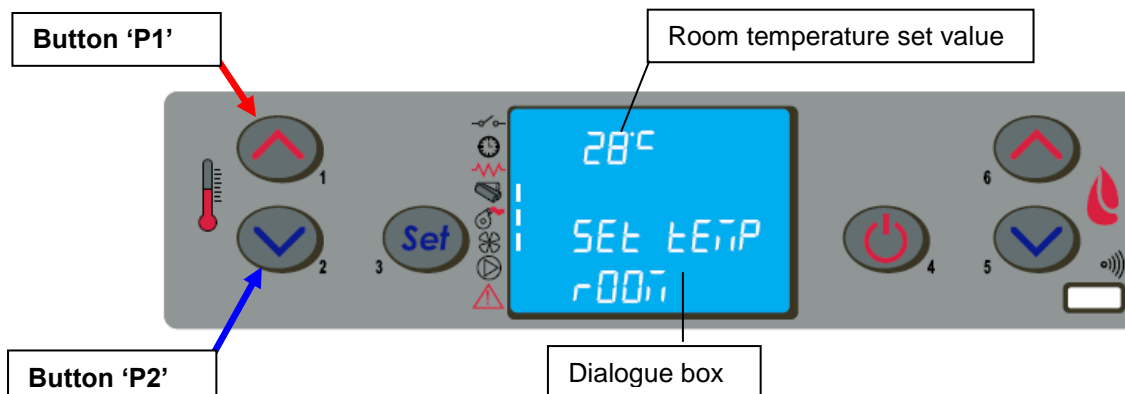 Button ‘P1’
Room temperature set value
28°C
1
6
Set
SEt tEMP
2
3
4
5
r00M
Button ‘P2’
Dialogue box